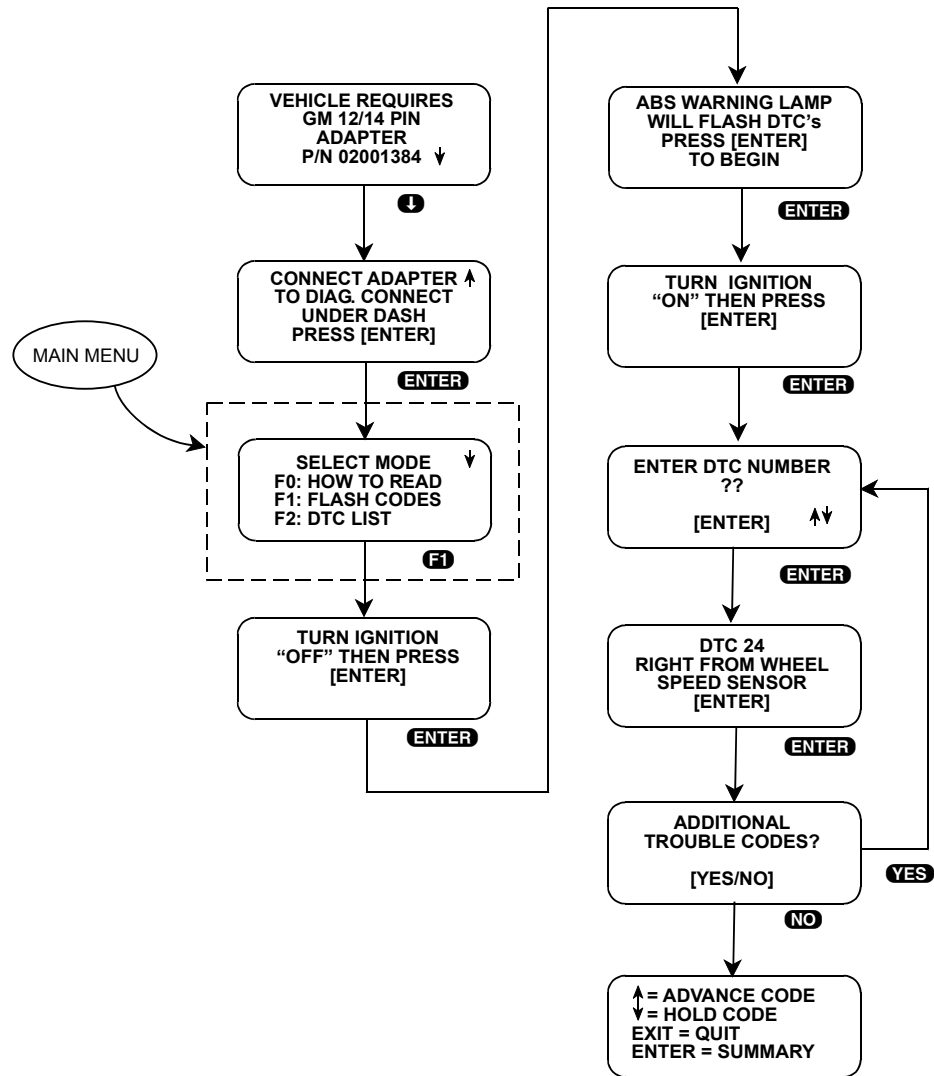 VEHICLE REQUIRES
GM 12/14 PIN
ADAPTER
P/N 02001384 ↓
⬇
CONNECT ADAPTER ↑
TO DIAG. CONNECT
UNDER DASH
PRESS [ENTER]
ENTER
MAIN MENU
SELECT MODE ↓
F0: HOW TO READ
F1: FLASH CODES
F2: DTC LIST
F1
TURN IGNITION
“OFF” THEN PRESS
[ENTER]
ENTER
ABS WARNING LAMP
WILL FLASH DTC's
PRESS [ENTER]
TO BEGIN
ENTER
TURN IGNITION
“ON” THEN PRESS
[ENTER]
ENTER
ENTER DTC NUMBER
??
[ENTER] ↑↓
ENTER
DTC 24
RIGHT FROM WHEEL
SPEED SENSOR
[ENTER]
ENTER
ADDITIONAL
TROUBLE CODES?
[YES/NO]
YES
NO
↑ = ADVANCE CODE
↓ = HOLD CODE
EXIT = QUIT
ENTER = SUMMARY